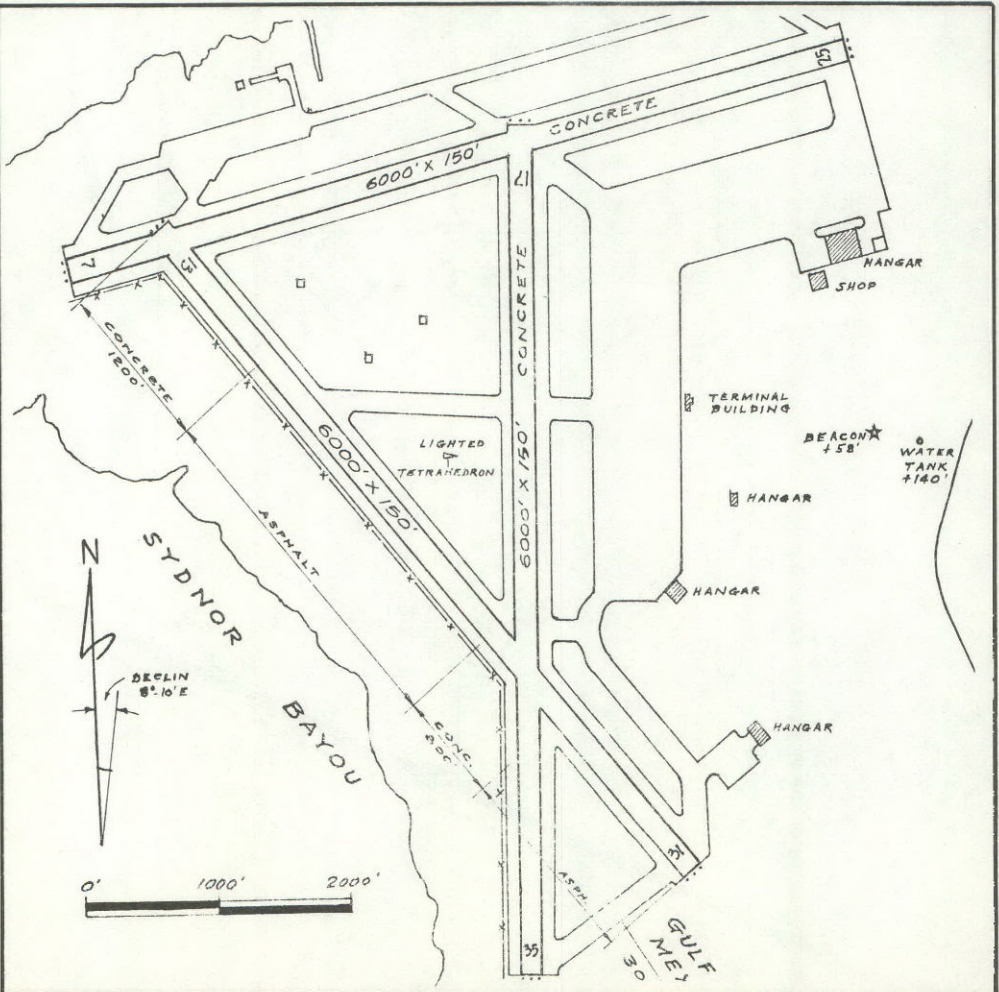 25
CONCRETE
6000' X 150'
17
7
13
HANGAR
SHOP
CONCRETE
CONCRETE
1200'
TERMINAL
BUILDING
LIGHTED
TETRAHEDRON
BEACON
+58'
WATER
TANK
+140'
6000' X 150'
6000' X 150'
HANGAR
ASPHALT
N
SYDNOR
BAYOU
HANGAR
DECLIN
8°-10'E
CONC.
HANGAR
0' 1000' 2000'
ASPH.
35
GULF
30